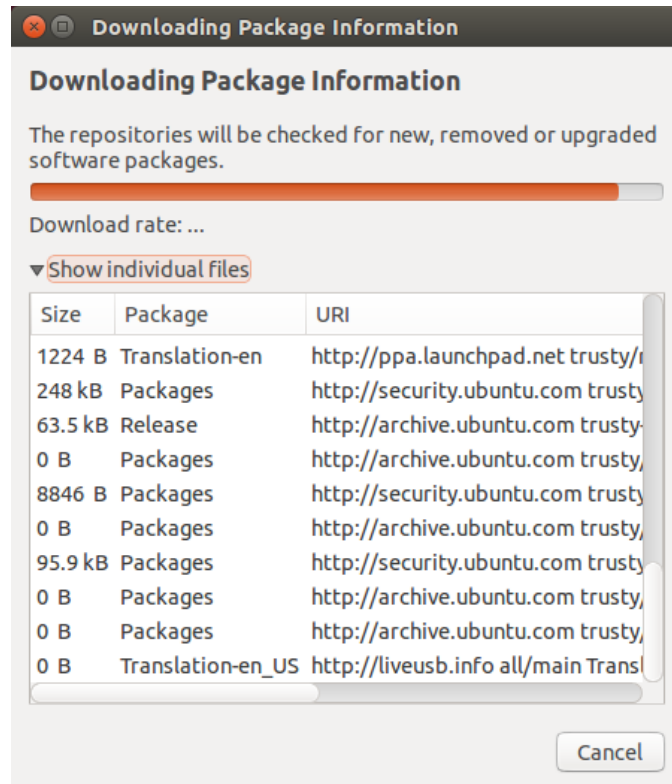 Downloading Package Information
Downloading Package Information
The repositories will be checked for new, removed or upgraded
software packages.
Download rate: ...
Show individual files
Size Package URI
1224 B Translation-en http://ppa.launchpad.net trusty/
248 kB Packages http://security.ubuntu.com trusty
63.5 kB Release http://archive.ubuntu.com trusty-
0 B Packages http://archive.ubuntu.com trusty/
8846 B Packages http://security.ubuntu.com trusty
0 B Packages http://archive.ubuntu.com trusty/
95.9 kB Packages http://security.ubuntu.com trusty
0 B Packages http://archive.ubuntu.com trusty/
0 B Packages http://archive.ubuntu.com trusty/
0 B Translation-en_US http://liveusb.info all/main Transl
Cancel